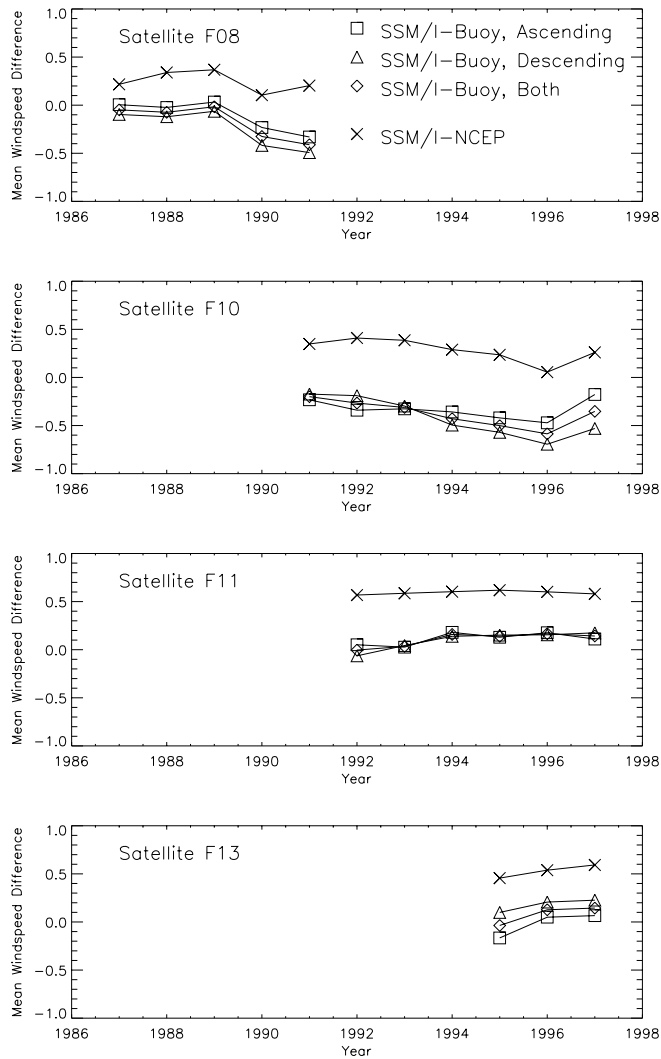 Mean Windspeed Difference
1.0
0.5
0.0
−0.5
−1.0
Satellite F08
SSM/I−Buoy, Ascending
SSM/I−Buoy, Descending
SSM/I−Buoy, Both
SSM/I−NCEP
1986 1988 1990 1992 1994 1996 1998
Year
Mean Windspeed Difference
1.0
0.5
0.0
−0.5
−1.0
Satellite F10
1986 1988 1990 1992 1994 1996 1998
Year
Mean Windspeed Difference
1.0
0.5
0.0
−0.5
−1.0
Satellite F11
1986 1988 1990 1992 1994 1996 1998
Year
Mean Windspeed Difference
1.0
0.5
0.0
−0.5
−1.0
Satellite F13
1986 1988 1990 1992 1994 1996 1998
Year